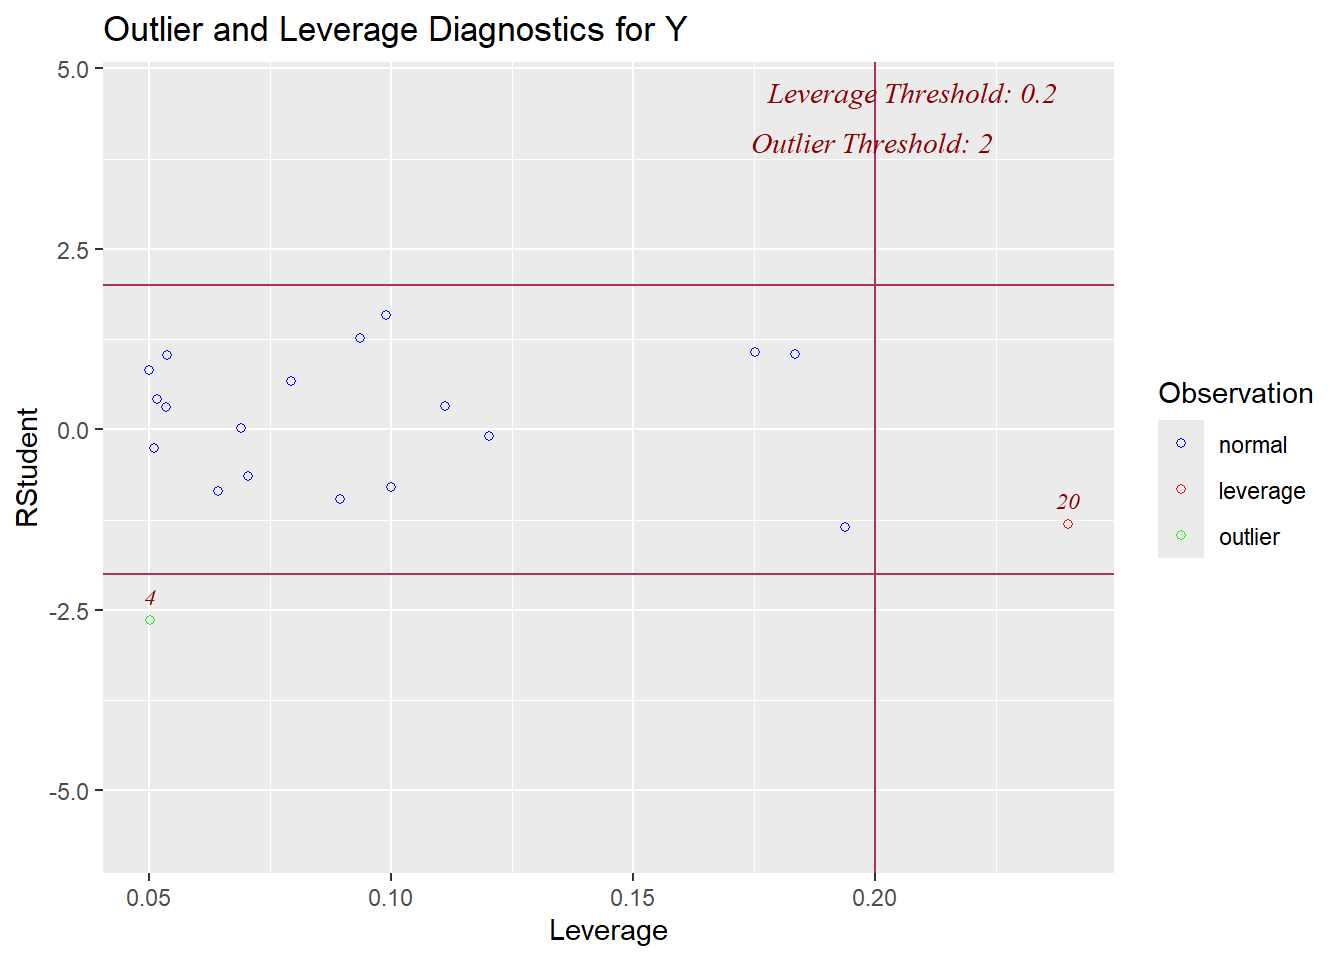 Outlier and Leverage Diagnostics for Y
5.0
Leverage Threshold: 0.2
Outlier Threshold: 2
2.5
0.0
-2.5
-5.0
RStudent
20
4
0.05
0.10
0.15
0.20
Leverage
Observation
normal
leverage
outlier